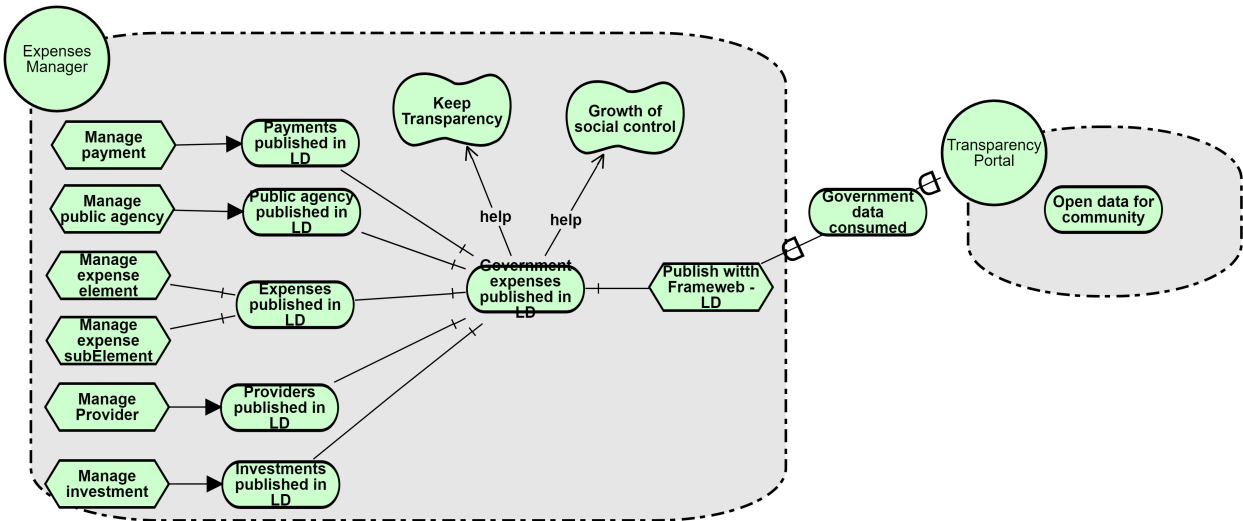 Expenses
Manager
Keep
Transparency
Growth of
social control
Manage
payment
Payments
published in
LD
Manage
public agency
Public agency
published in
LD
help
help
Manage
expense
element
Expenses
published in
LD
Manage
expense
subElement
Government
expenses
published in
LD
Publish witth
Frameweb -
LD
Government
data
consumed
Transparency
Portal
Open data for
community
Manage
Provider
Providers
published in
LD
Manage
investment
Investments
published in
LD